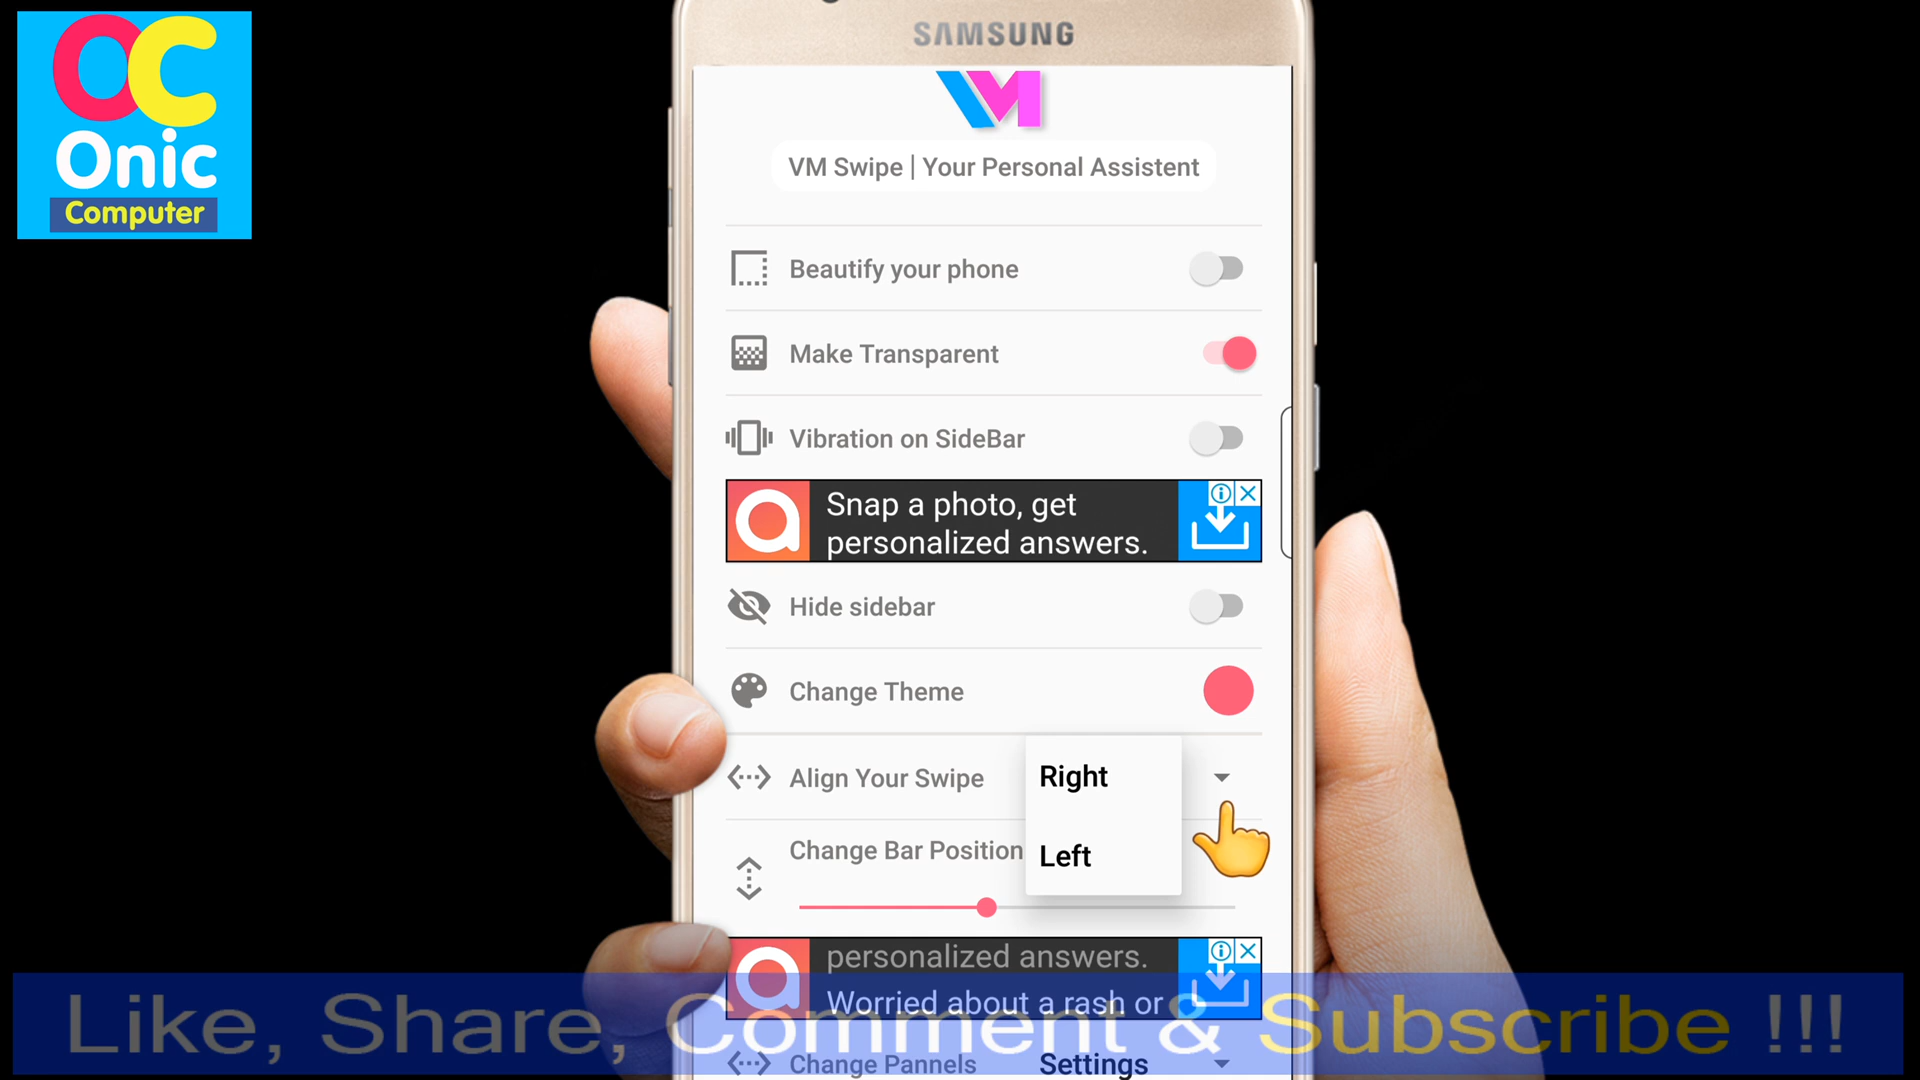 OC
Onic
Computer
SAMSUNG
VM
VM Swipe | Your Personal Assistent
Beautify your phone
Make Transparent
Vibration on SideBar
Snap a photo, get
personalized answers.
Hide sidebar
Change Theme
Align Your Swipe
Right
Left
Change Bar Position
personalized answers.
Worried about a rash or
Like, Share, Comment & Subscribe !!!
Change Pannels Settings